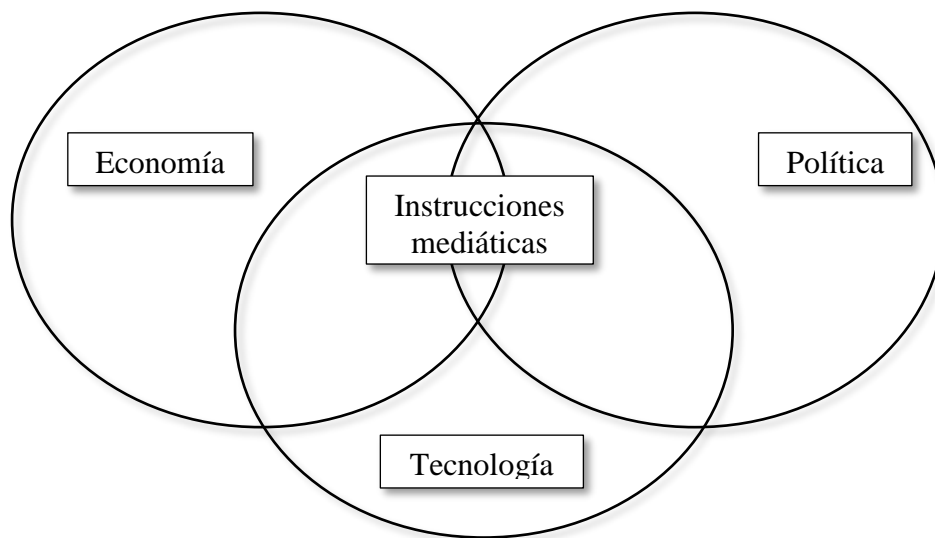 Economía
Política
Instrucciones
mediáticas
Tecnología